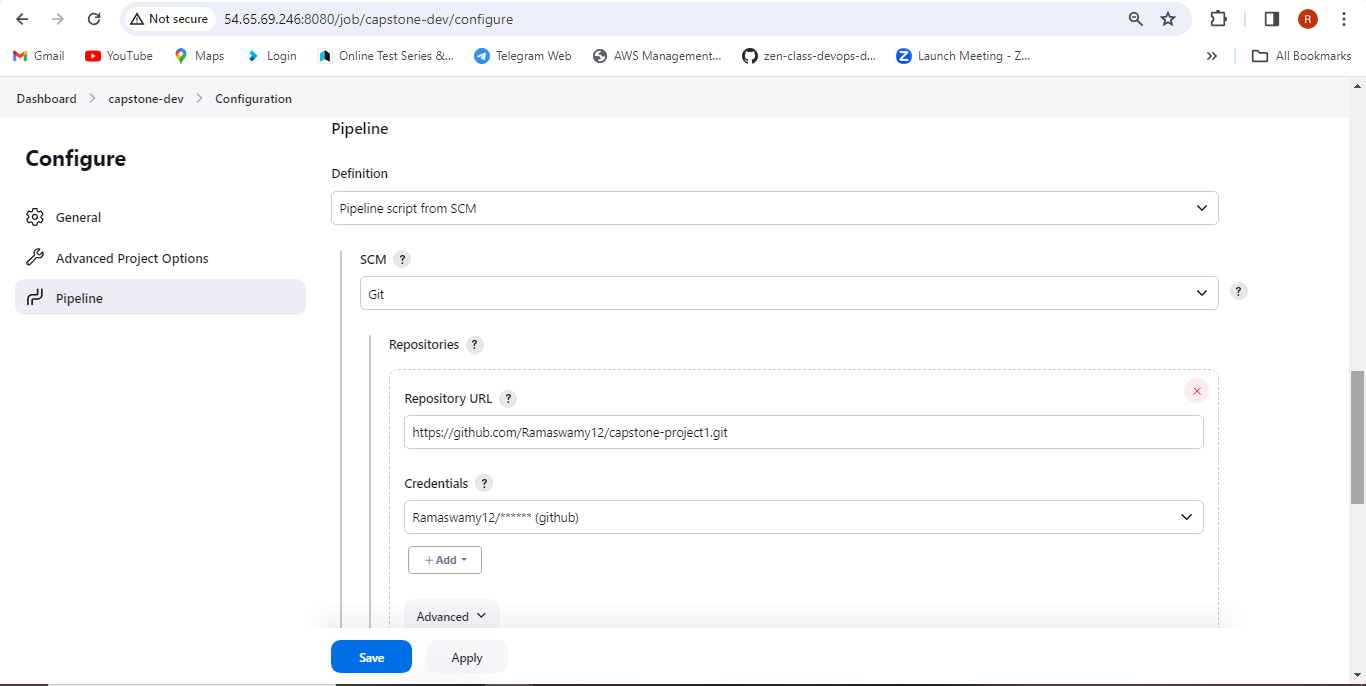 Not secure 54.65.69.246:8080/job/capstone-dev/configure R
Gmail YouTube Maps Login Online Test Series &... Telegram Web AWS Management... zen-class-devops-d... Launch Meeting - Z... » All Bookmarks
Dashboard > capstone-dev > Configuration
Configure
General
Advanced Project Options
Pipeline
Pipeline
Definition
Pipeline script from SCM
SCM ?
Git
?
Repositories ?
Repository URL ?
https://github.com/Ramaswamy12/capstone-project1.git
Credentials ?
Ramaswamy12/****** (github)
+ Add
Advanced
Save Apply